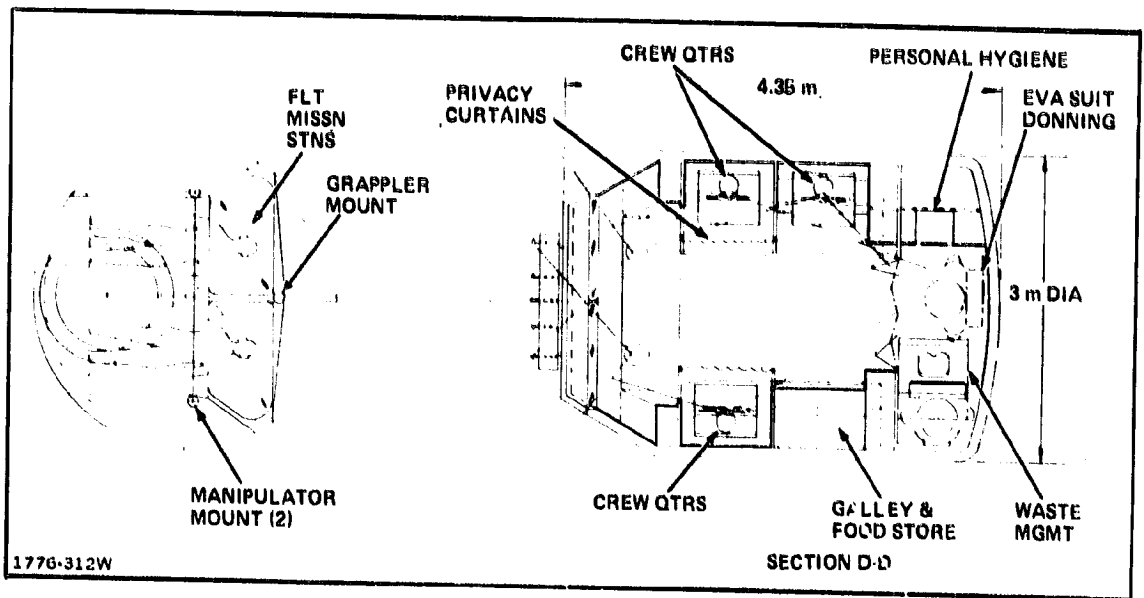 FLT
MISSN
STNS
GRAPPLER
MOUNT
MANIPULATOR
MOUNT (2)
1776-312W
CREW QTRS
4.36 m
PERSONAL HYGIENE
PRIVACY
CURTAINS
EVA SUIT
DONNING
3 m DIA
CREW QTRS
GALLEY &
FOOD STORE
WASTE
MGMT
SECTION D-D